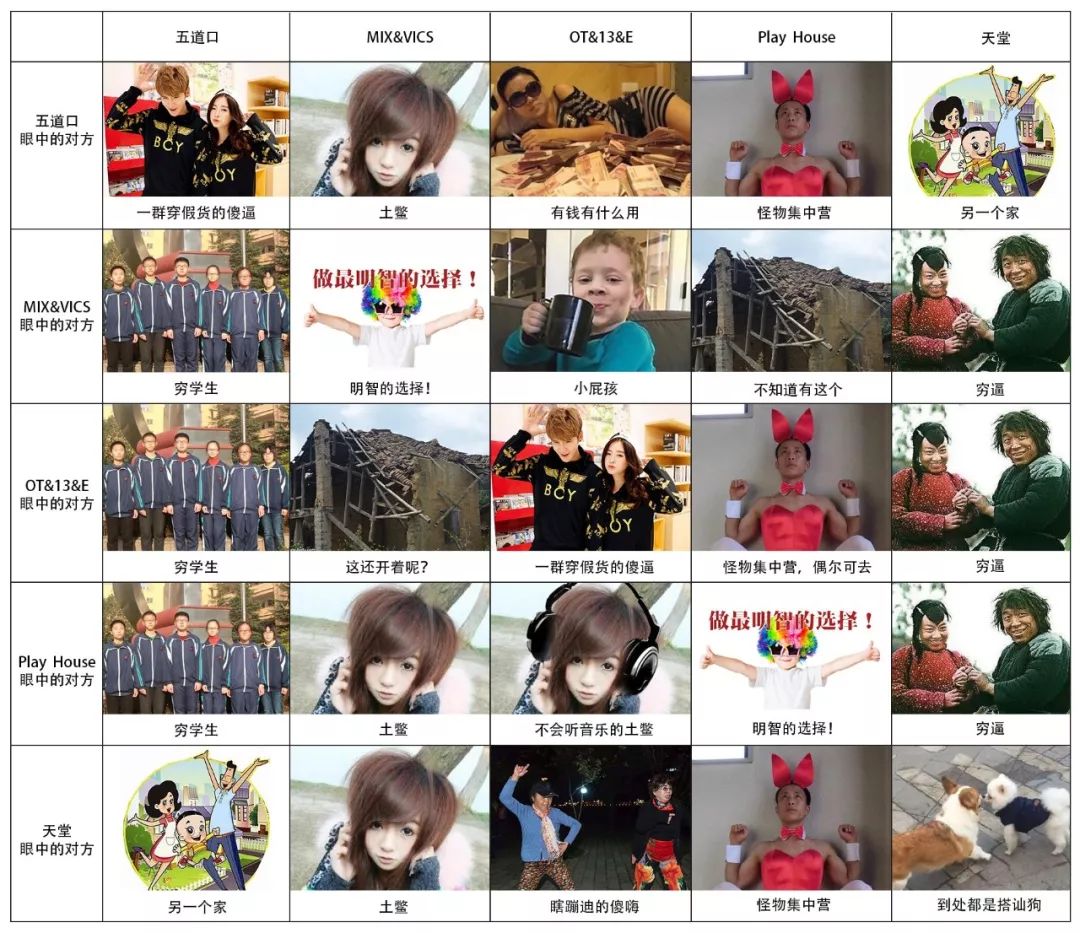 五道口
MIX&VICS
OT&13&E
Play House
天堂
五道口
眼中的对方
BCY
OY
一群穿假货的傻逼
土鳖
有钱有什么用
怪物集中营
另一个家
MIX&VICS
眼中的对方
做最明智的选择！
穷学生
明智的选择！
小屁孩
不知道有这个
穷逼
OT&13&E
眼中的对方
BCY
OY
穷学生
这还开着呢？
一群穿假货的傻逼
怪物集中营，偶尔可去
穷逼
Play House
眼中的对方
做最明智的选择！
穷学生
土鳖
不会听音乐的土鳖
明智的选择！
穷逼
天堂
眼中的对方
另一个家
土鳖
瞎蹦迪的傻嗨
怪物集中营
到处都是搭讪狗